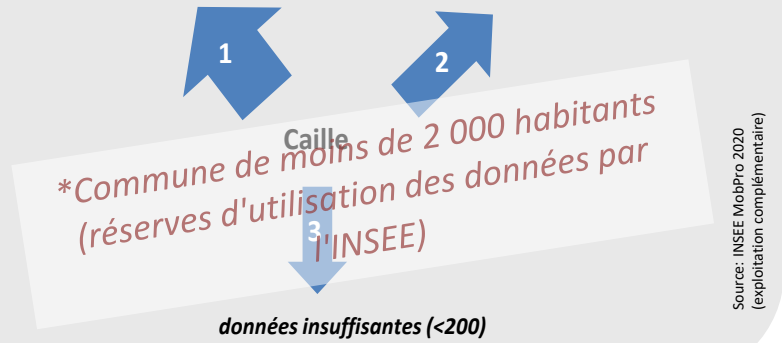 1
2
Caille
*Commune de moins de 2 000 habitants
(réserves d'utilisation des données par
l'INSEE)
3
données insuffisantes (<200)
Source: INSEE MobPro 2020
(exploitation complémentaire)